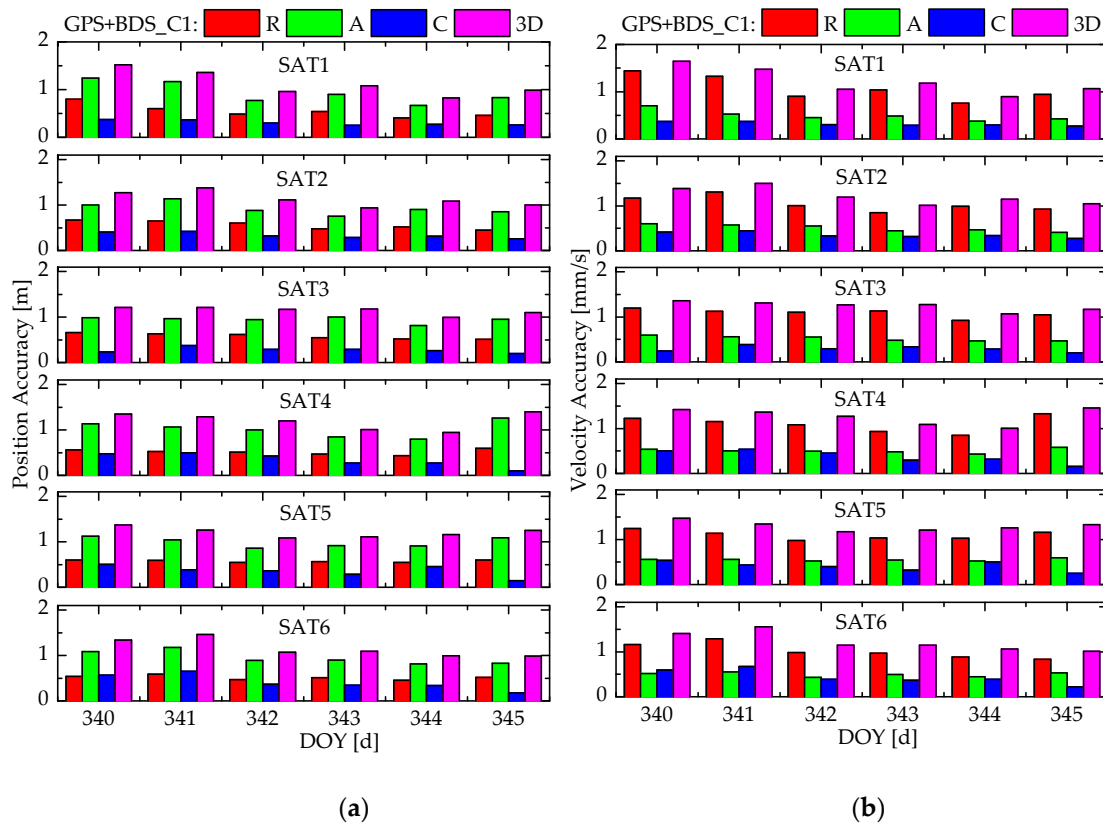 GPS+BDS_C1: R A C 3D
Position Accuracy [m]
2
SAT1
1
0
2
SAT2
1
0
2
SAT3
1
0
2
SAT4
1
0
2
SAT5
1
0
2
SAT6
1
0
340 341 342 343 344 345
DOY [d]
(a)
GPS+BDS_C1: R A C 3D
Velocity Accuracy [mm/s]
2
SAT1
1
0
2
SAT2
1
0
2
SAT3
1
0
2
SAT4
1
0
2
SAT5
1
0
2
SAT6
1
0
340 341 342 343 344 345
DOY [d]
(b)